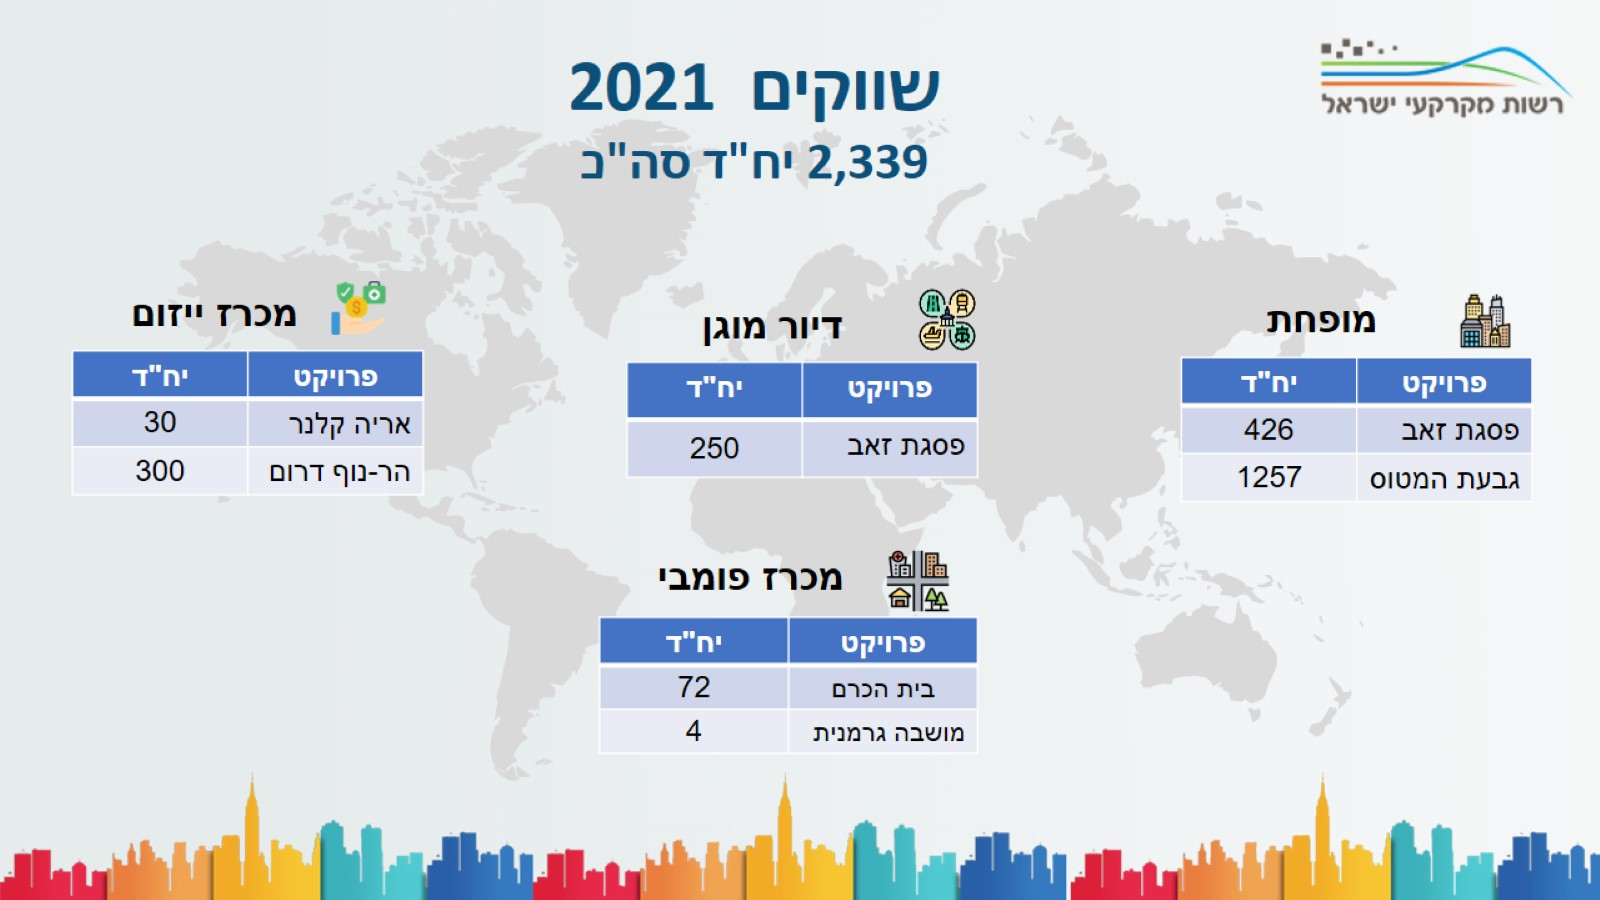 רשות מקרקעי ישראל
שווקים 2021
2,339 יח"ד סה"כ
מופחת
פרויקט יח"ד
פסגת זאב 426
גבעת המטוס 1257
דיור מוגן
פרויקט יח"ד
פסגת זאב 250
מכרז ייזום
פרויקט יח"ד
אריה קלנר 30
הר-נוף דרום 300
מכרז פומבי
פרויקט יח"ד
בית הכרם 72
מושבה גרמנית 4